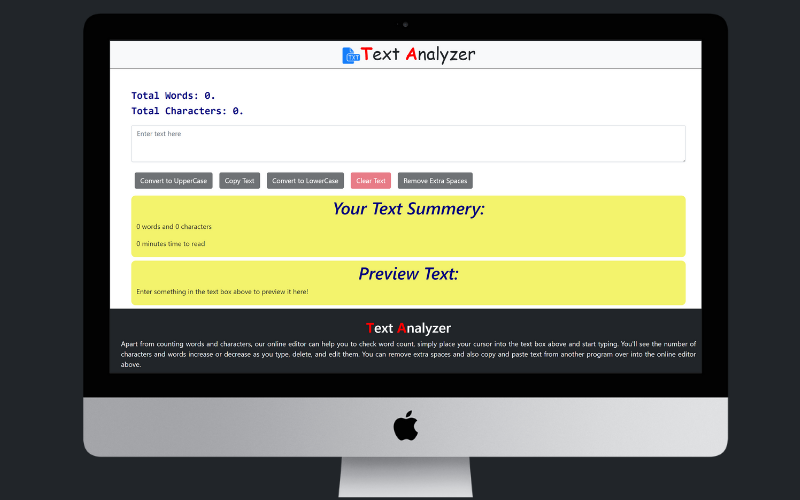 TXT Text Analyzer
Total Words: 0.
Total Characters: 0.
Enter text here
Convert to UpperCase Copy Text Convert to LowerCase Clear Text Remove Extra Spaces
Your Text Summery:
0 words and 0 characters
0 minutes time to read
Preview Text:
Enter something in the text box above to preview it here!
Text Analyzer
Apart from counting words and characters, our online editor can help you to check word count, simply place your cursor into the text box above and start typing. You'll see the number of
characters and words increase or decrease as you type, delete, and edit them. You can remove extra spaces and also copy and paste text from another program over into the online editor
above.